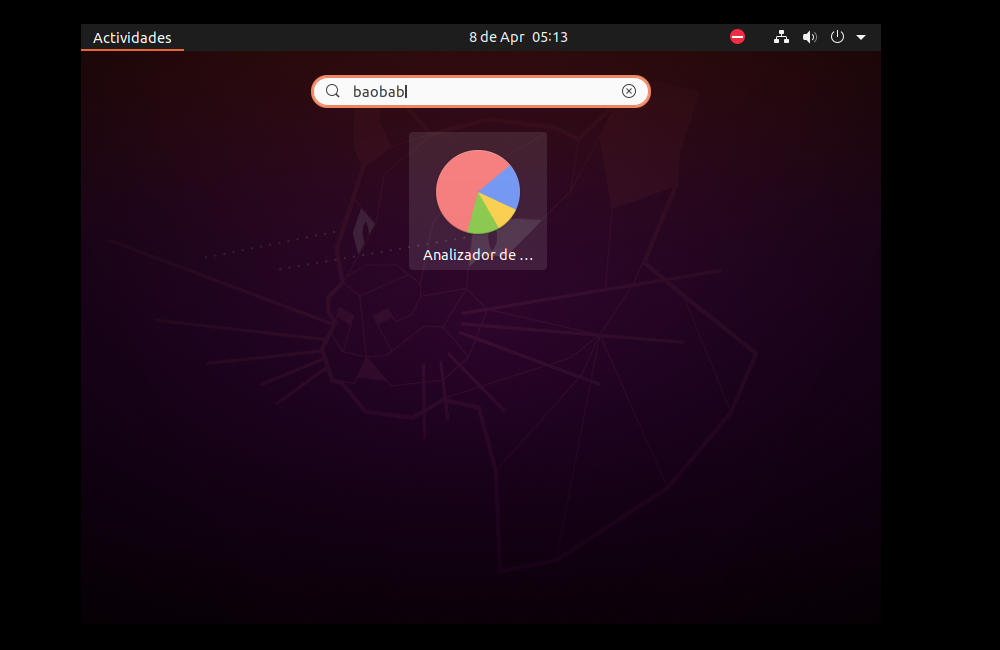 Actividades
8 de Apr 05:13
baobab
Analizador de ...